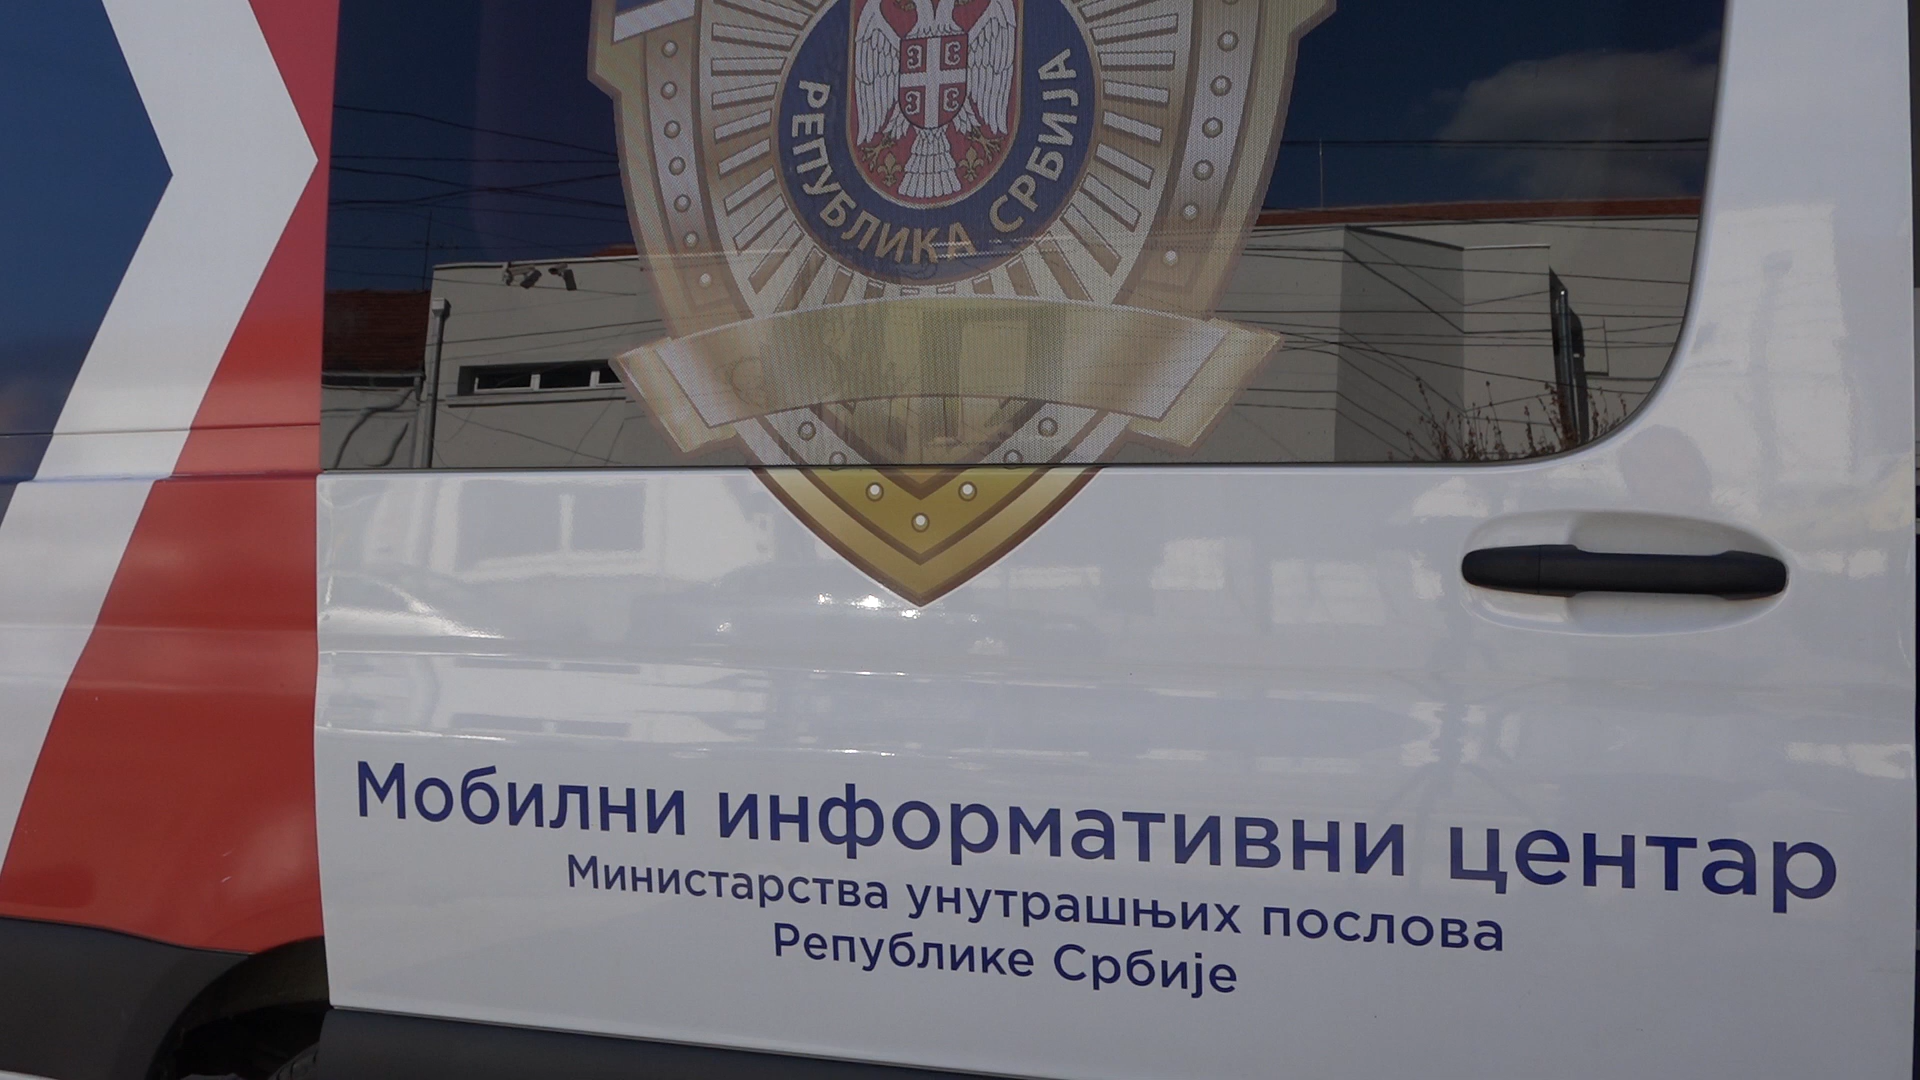 РЕПУБЛИКА СРБИЈА
Мобилни информативни центар
Министарства унутрашњих послова
Републике Србије